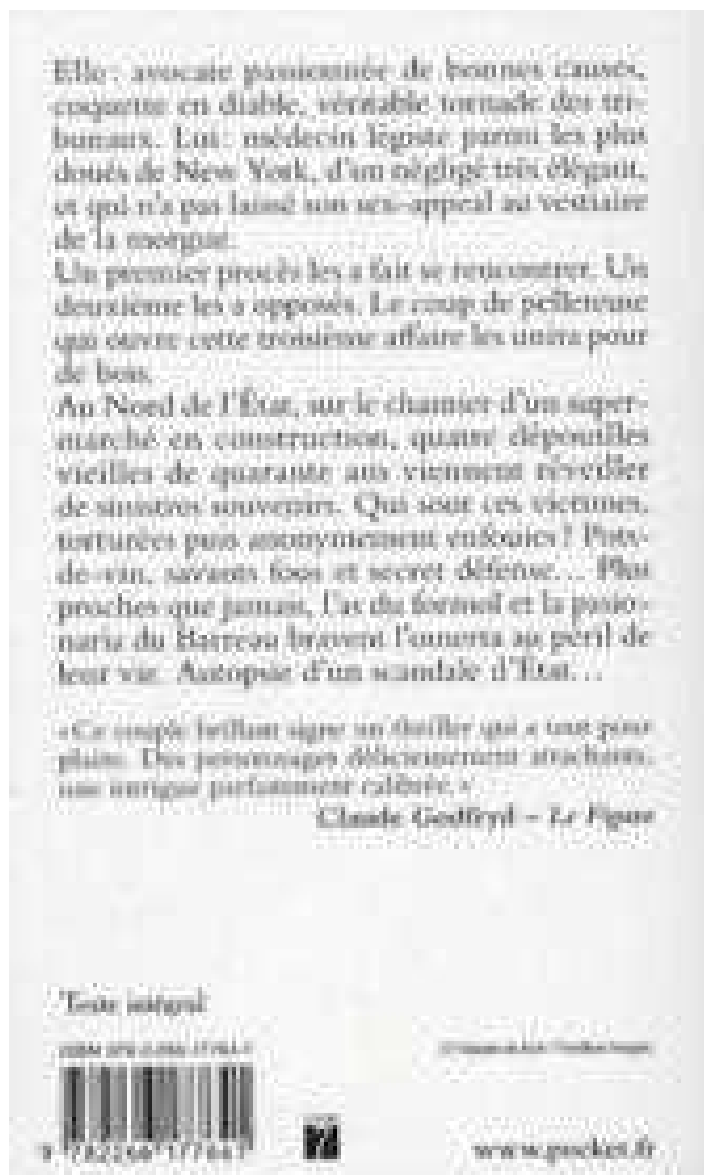 Elle : avocate passionnée de bonnes causes,
coquette en diable, véritable tornade des tri-
bunaux. Lui : médecin légiste parmi les plus
doués de New York, d'un négligé très élégant,
et qui n'a pas laissé son sex-appeal au vestiaire
de la morgue.
Un premier procès les a fait se rencontrer. Un
deuxième les a opposés. Le coup de pelleteuse
qui ouvre cette troisième affaire les unira pour
de bon.
Au Nord de l'État, sur le chantier d'un super-
marché en construction, quatre dépouilles
vieilles de quarante ans viennent réveiller
de sinistres souvenirs. Qui sont ces victimes,
torturées puis anonymement enfouies ? Pots-
de-vin, savants fous et secret défense... Plus
proches que jamais, l'as du formol et la pasio-
naria du Barreau bravent l'omerta au péril de
leur vie. Autopsie d'un scandale d'État...
« Ce couple brillant signe un thriller qui a tout pour
plaire. Des personnages délicieusement attachants,
une intrigue parfaitement calibrée. »
Claude Godfryd – Le Figaro
Texte intégral
ISBN
www.pocket.fr